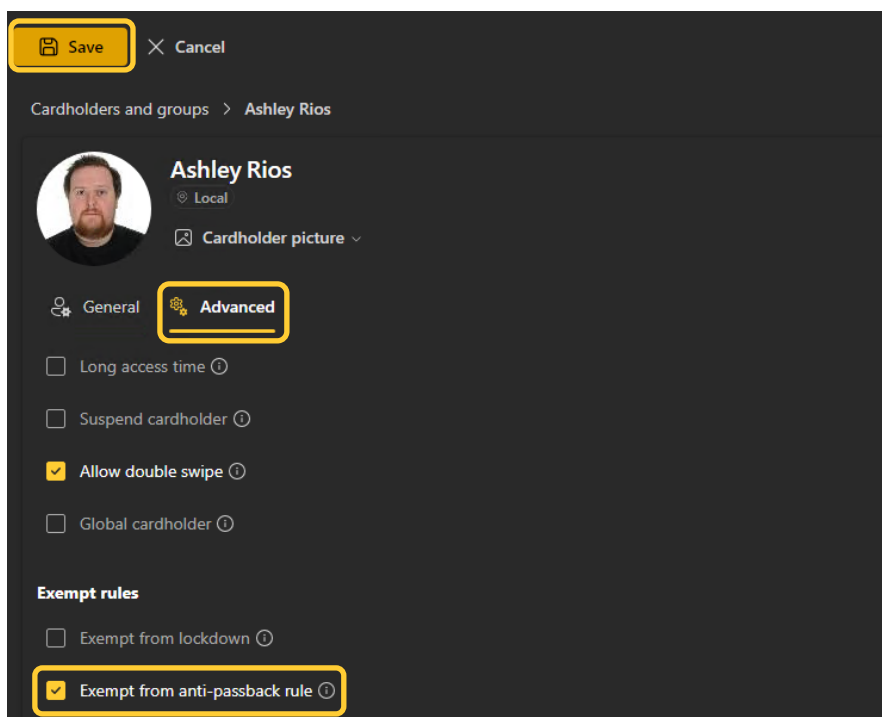 Save Cancel
Cardholders and groups > Ashley Rios
Ashley Rios
Local
Cardholder picture
General Advanced
Long access time
Suspend cardholder
Allow double swipe
Global cardholder
Exempt rules
Exempt from lockdown
Exempt from anti-passback rule